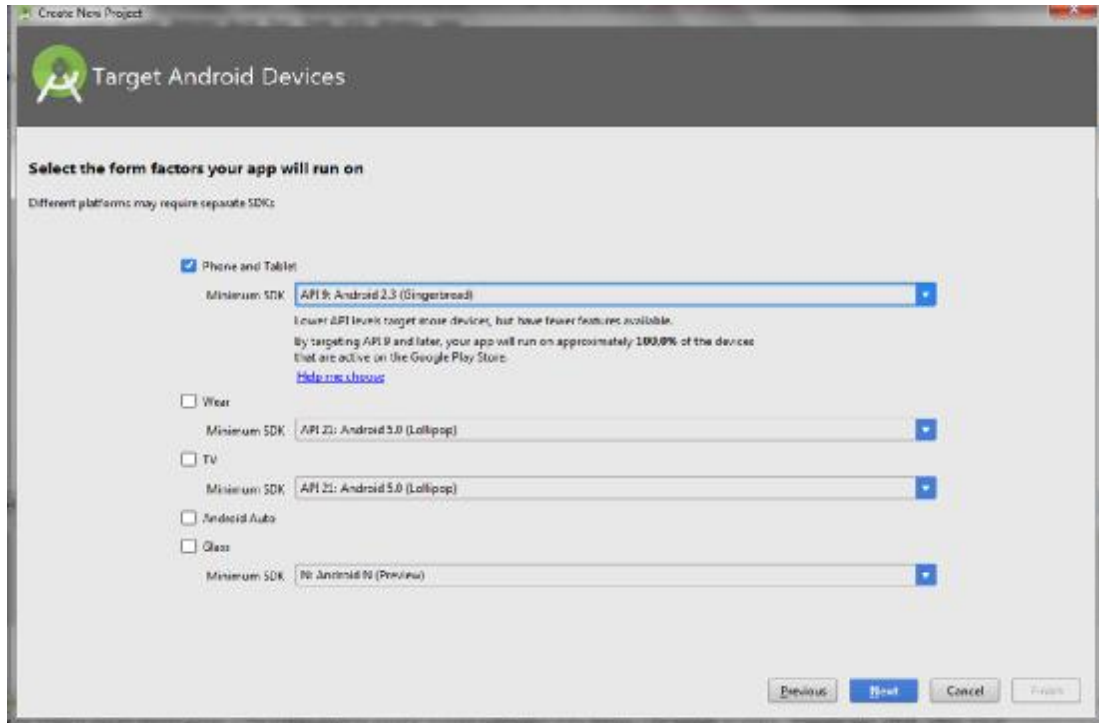 Create New Project
Target Android Devices
Select the form factors your app will run on
Different platforms may require separate SDKs
Phone and Tablet
Minimum SDK API 9: Android 2.3 (Gingerbread)
Lower API levels target more devices, but have fewer features available.
By targeting API 9 and later, your app will run on approximately 100.0% of the devices
that are active on the Google Play Store.
Help me choose
Wear
Minimum SDK API 21: Android 5.0 (Lollipop)
TV
Minimum SDK API 21: Android 5.0 (Lollipop)
Android Auto
Glass
Minimum SDK N: Android N (Preview)
Previous Next Cancel Finish